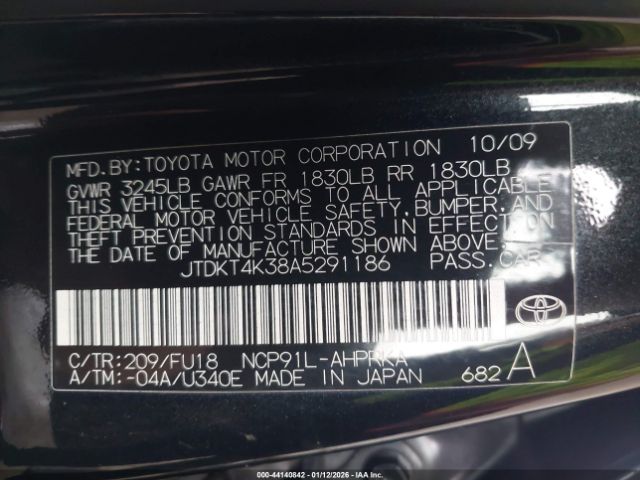 MFD.BY:TOYOTA MOTOR CORPORATION 10/09
GVWR 3245LB GAWR FR 1830LB RR 1830LB
THIS VEHICLE CONFORMS TO ALL APPLICABLE
FEDERAL MOTOR VEHICLE SAFETY,BUMPER,AND
THEFT PREVENTION STANDARDS IN EFFECT ON
THE DATE OF MANUFACTURE SHOWN ABOVE.
JTDKT4K38A5291186 PASS.CAR
C/TR:209/FU18 NCP91L-AHPRKA
A/TM:-04A/U340E MADE IN JAPAN 682 A
000-44140842 - 01/12/2026 - IAA Inc.